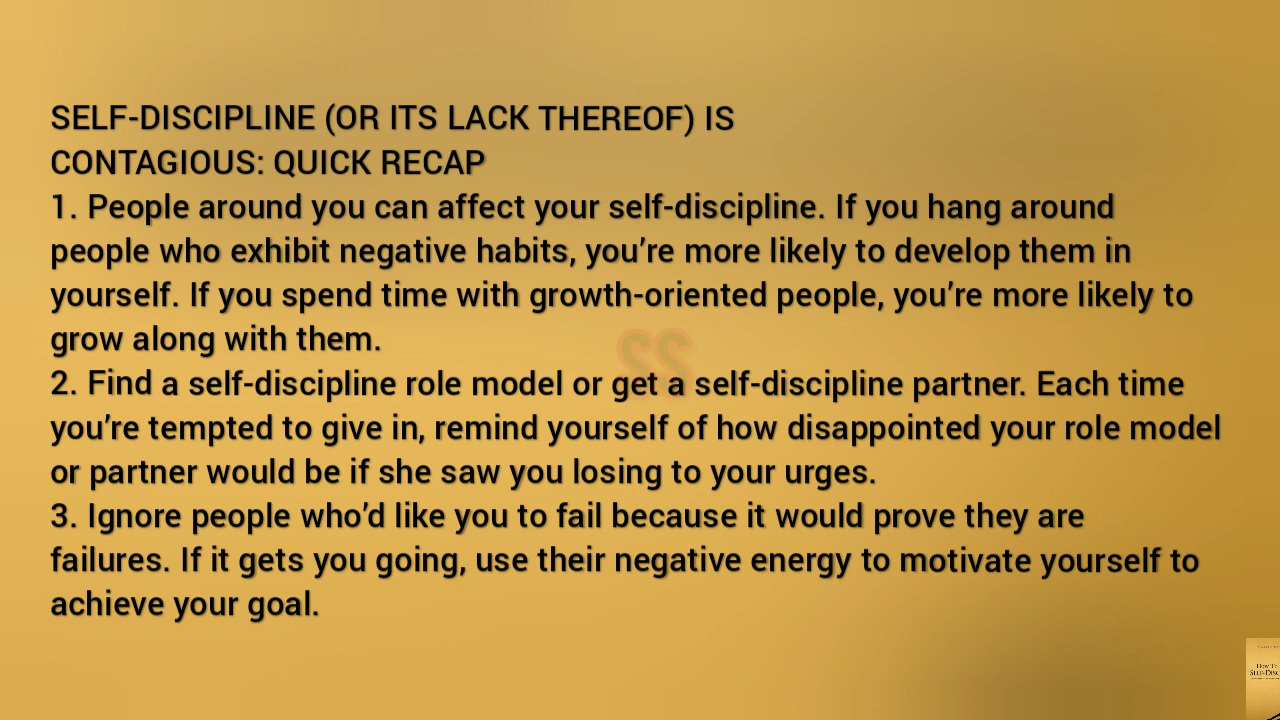 SELF-DISCIPLINE (OR ITS LACK THEREOF) IS
CONTAGIOUS: QUICK RECAP
1. People around you can affect your self-discipline. If you hang around
people who exhibit negative habits, you’re more likely to develop them in
yourself. If you spend time with growth-oriented people, you’re more likely to
grow along with them.
2. Find a self-discipline role model or get a self-discipline partner. Each time
you’re tempted to give in, remind yourself of how disappointed your role model
or partner would be if she saw you losing to your urges.
3. Ignore people who’d like you to fail because it would prove they are
failures. If it gets you going, use their negative energy to motivate yourself to
achieve your goal.
How To